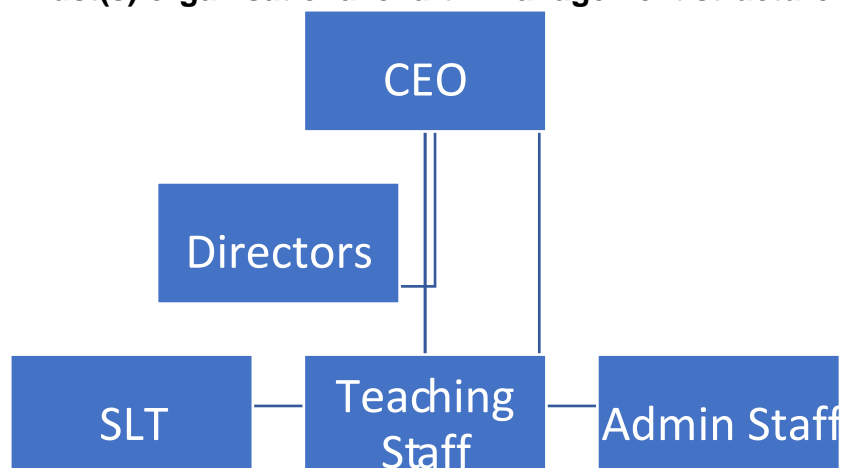 CEO
Directors
SLT
Teaching
Staff
Admin Staff